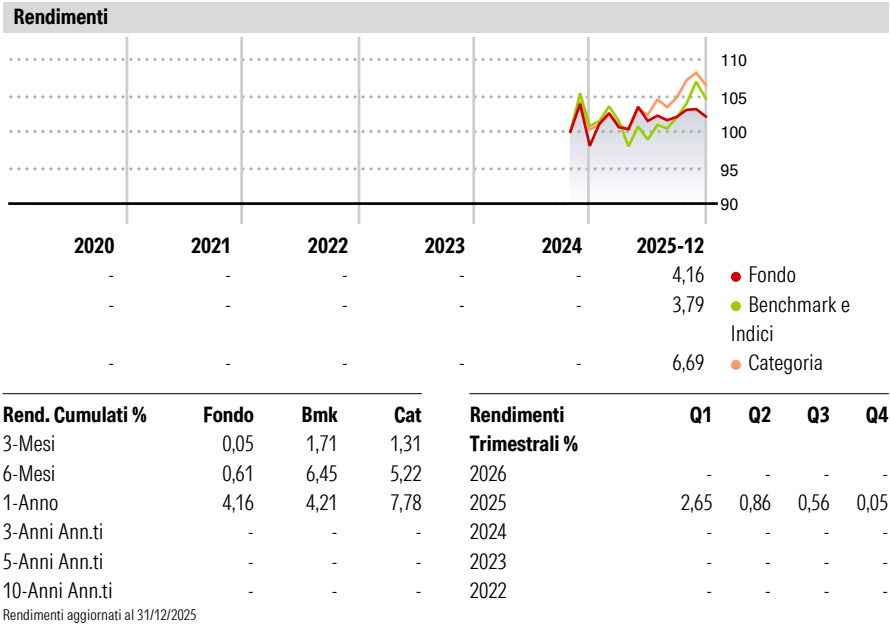 Rendimenti
110
105
100
95
90
2020 2021 2022 2023 2024 2025-12
- - - - - 4,16 Fondo
- - - - - 3,79 Benchmark e
Indici
- - - - - 6,69 Categoria
Rend. Cumulati % Fondo Bmk Cat
3-Mesi 0,05 1,71 1,31
6-Mesi 0,61 6,45 5,22
1-Anno 4,16 4,21 7,78
3-Anni Ann.ti - - -
5-Anni Ann.ti - - -
10-Anni Ann.ti - - -
Rendimenti Q1 Q2 Q3 Q4
Trimestrali %
2026 - - - -
2025 2,65 0,86 0,56 0,05
2024 - - - -
2023 - - - -
2022 - - - -
Rendimenti aggiornati al 31/12/2025